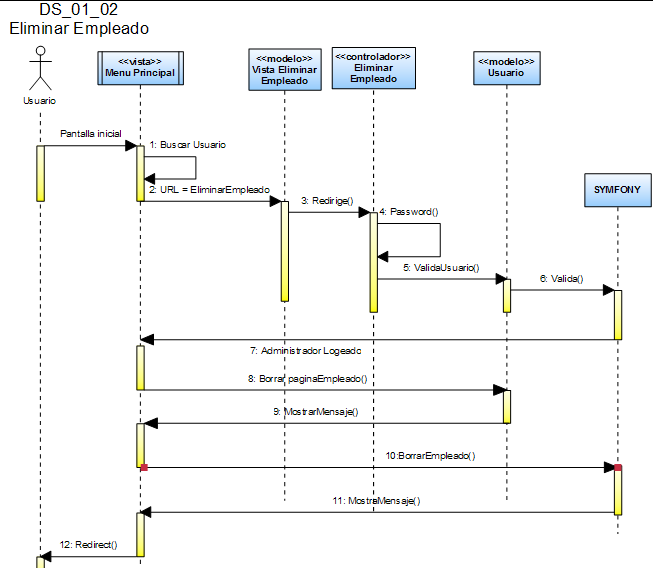 DS_01_02
Eliminar Empleado
Usuario
<<vista>>
Menu Principal
<<modelo>>
Vista Eliminar
Empleado
<<controlador>>
Eliminar
Empleado
<<modelo>>
Usuario
SYMFONY
Pantalla inicial
1: Buscar Usuario
2: URL = EliminarEmpleado
3: Redirige()
4: Password()
5: ValidaUsuario()
6: Valida()
7: Administrador Logeado
8: Borrar paginaEmpleado()
9: MostrarMensaje()
10:BorrarEmpleado()
11: MostraMensaje()
12: Redirect()